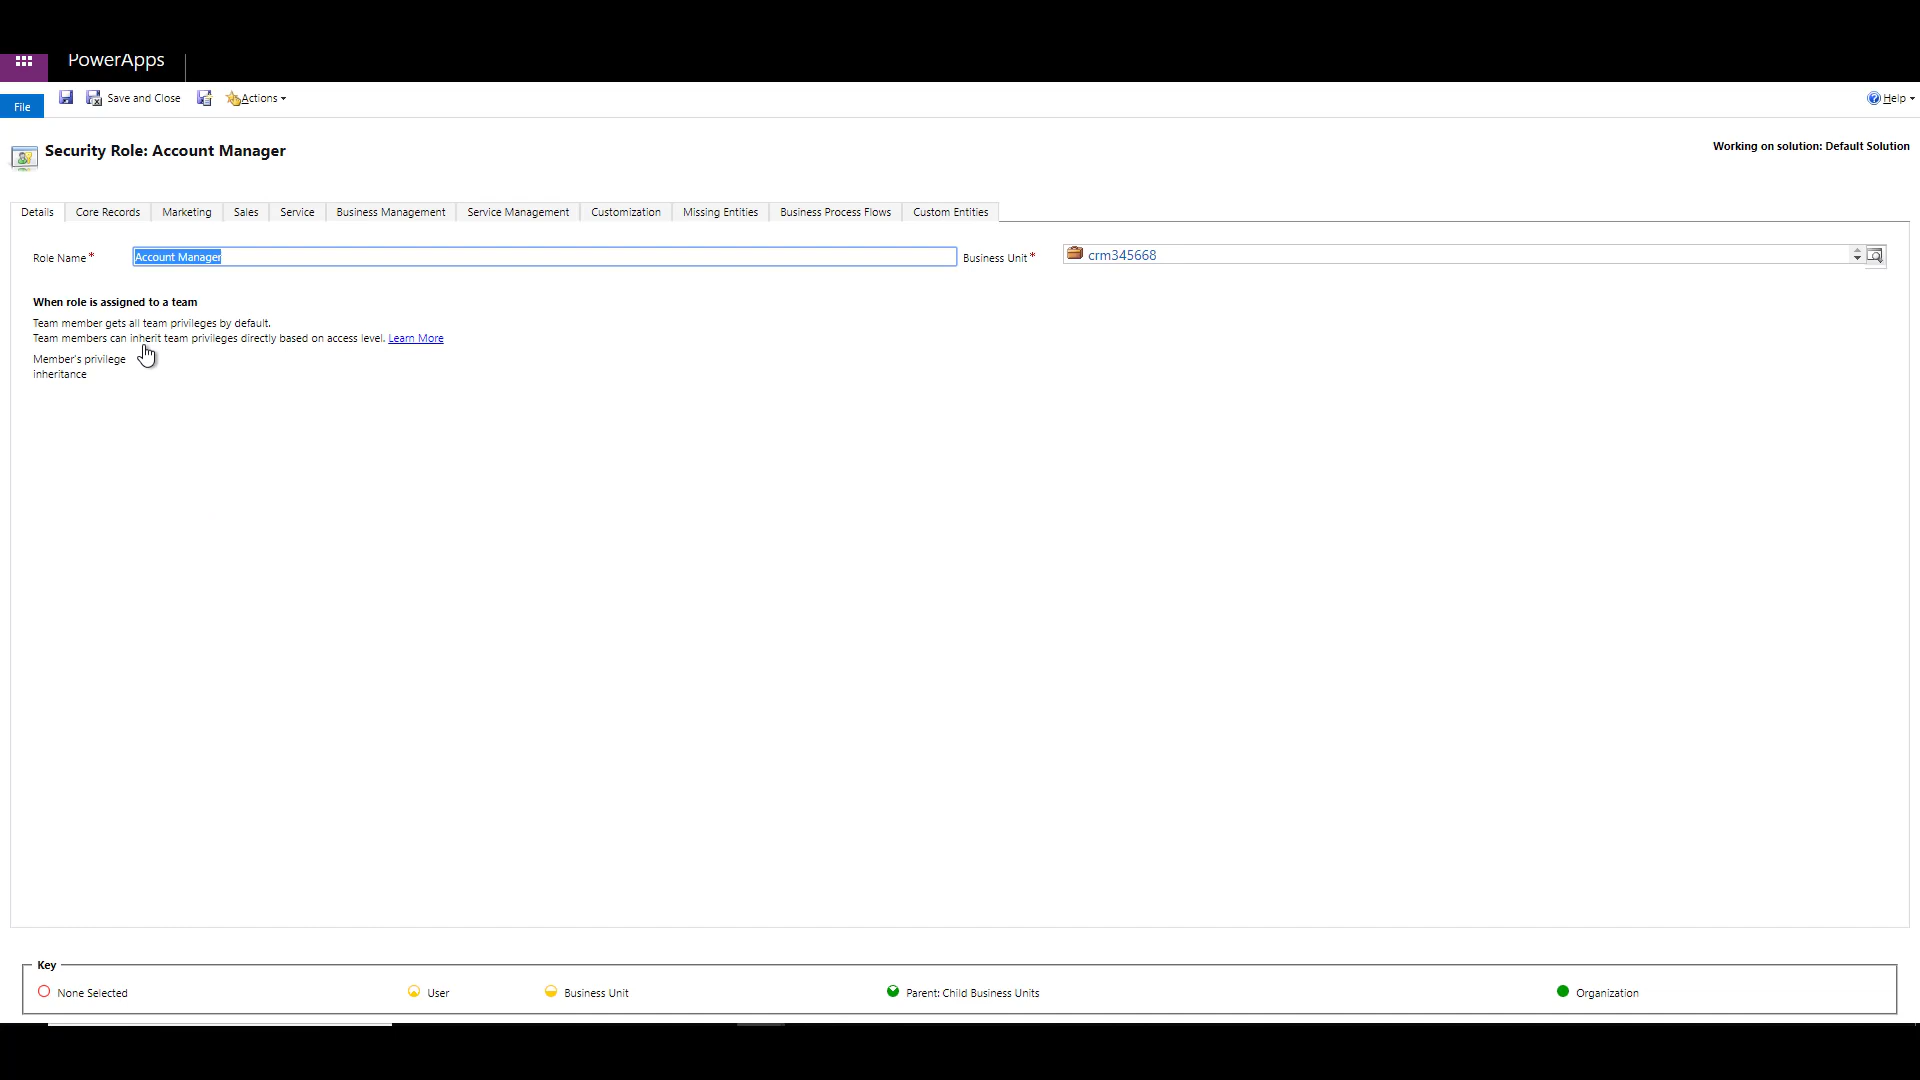 PowerApps
File
Save and Close
Actions
Help
Security Role: Account Manager
Working on solution: Default Solution
Details
Core Records
Marketing
Sales
Service
Business Management
Service Management
Customization
Missing Entities
Business Process Flows
Custom Entities
Role Name*
Account Manager
Business Unit*
crm345668
When role is assigned to a team
Team member gets all team privileges by default.
Team members can inherit team privileges directly based on access level. Learn More
Member's privilege
inheritance
Key
None Selected
User
Business Unit
Parent: Child Business Units
Organization